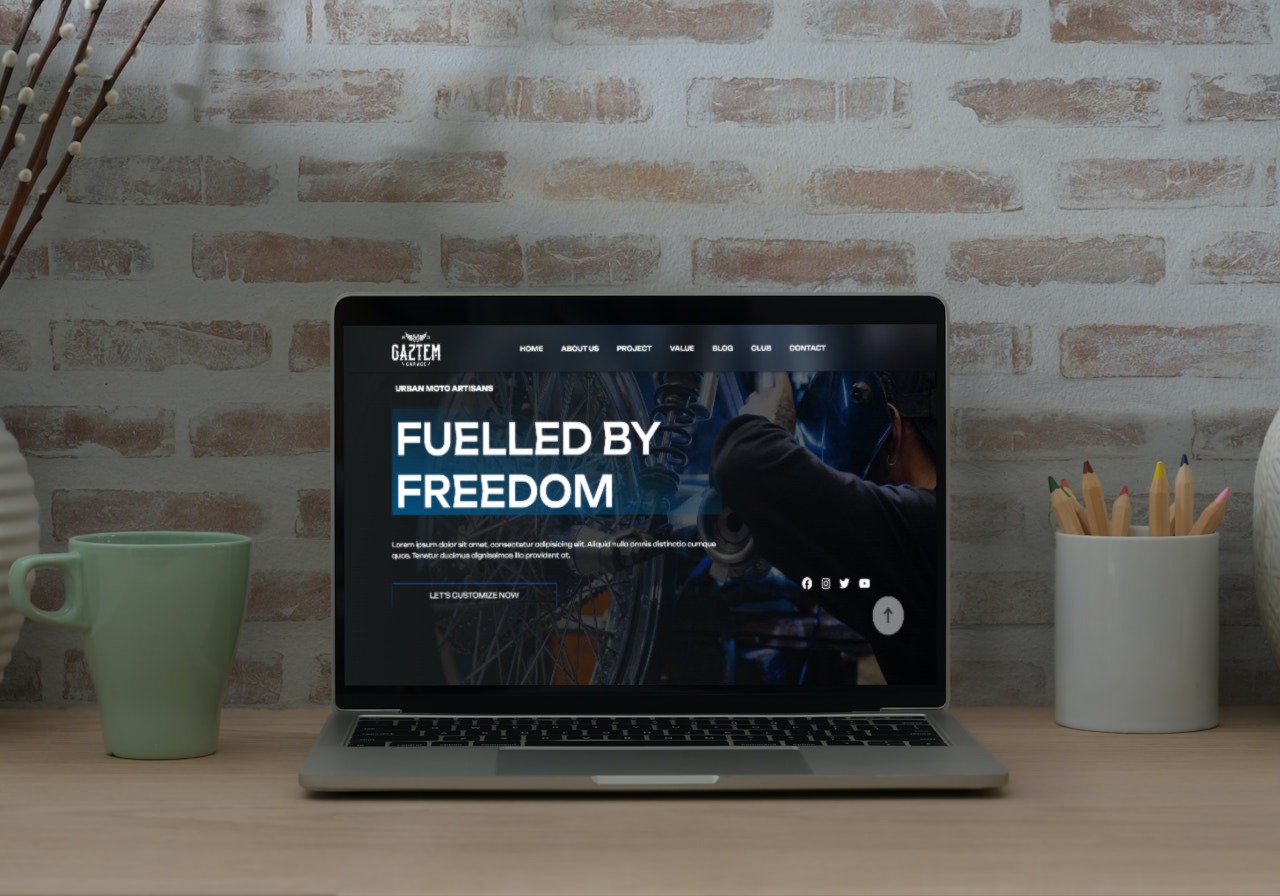 GAZTEM
GARAGE
HOME ABOUT US PROJECT VALUE BLOG CLUB CONTACT
URBAN MOTO ARTISANS
FUELLED BY
FREEDOM
Lorem ipsum dolor sit amet, consectetur adipisicing elit. Aliquid nulla omnis distinctio cumque
quos. Tenetur ducimus dignissimos illo provident at.
LET'S CUSTOMIZE NOW